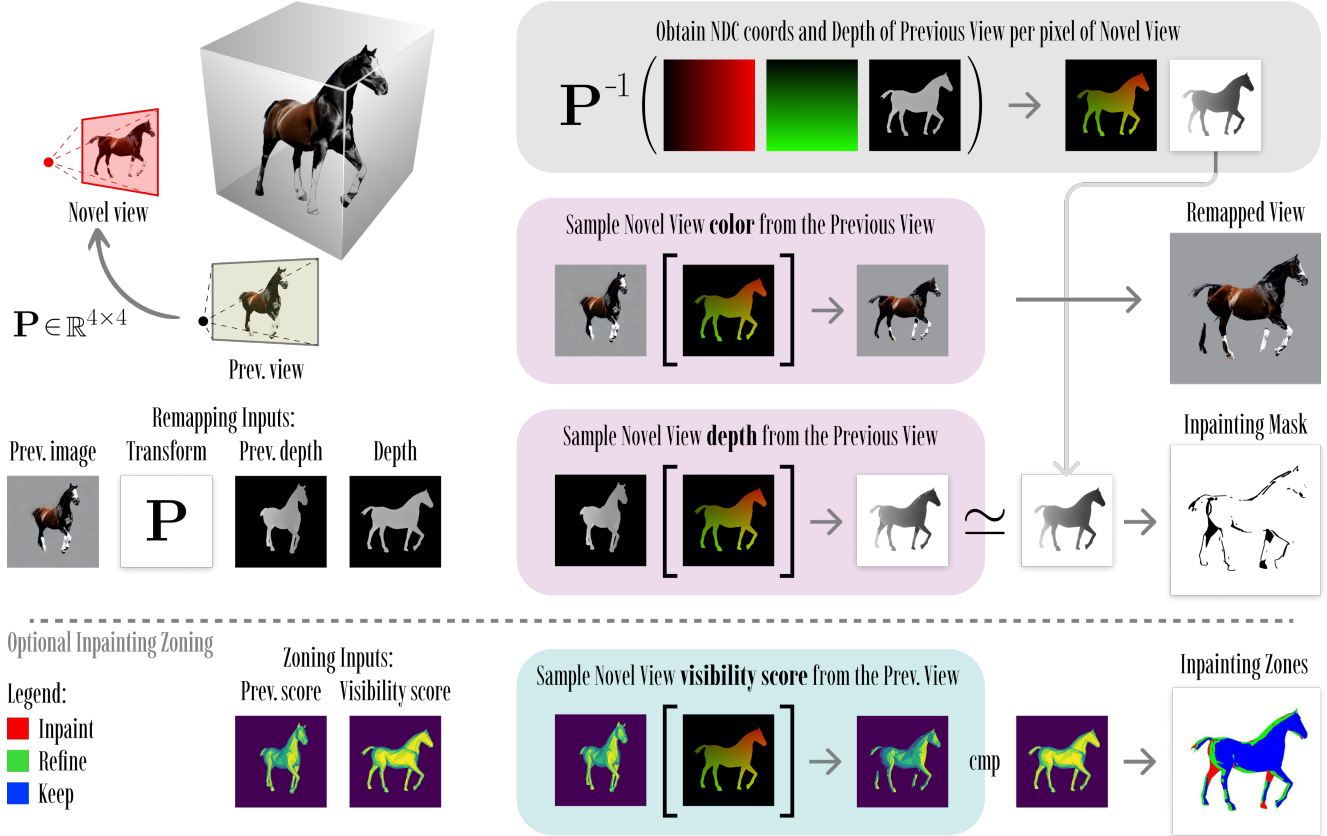 Obtain NDC coords and Depth of Previous View per pixel of Novel View
P⁻¹ ( )
Novel view
P ∈ ℝ⁴ˣ⁴
Prev. view
Sample Novel View color from the Previous View
[ ]
Remapped View
Remapping Inputs:
Prev. image Transform Prev. depth Depth
P
Sample Novel View depth from the Previous View
[ ] ≃
Inpainting Mask
Optional Inpainting Zoning
Legend:
Inpaint
Refine
Keep
Zoning Inputs:
Prev. score Visibility score
Sample Novel View visibility score from the Prev. View
[ ] cmp
Inpainting Zones